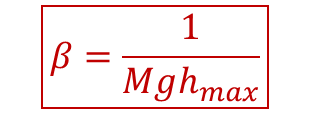 β = 1 / Mgh_max